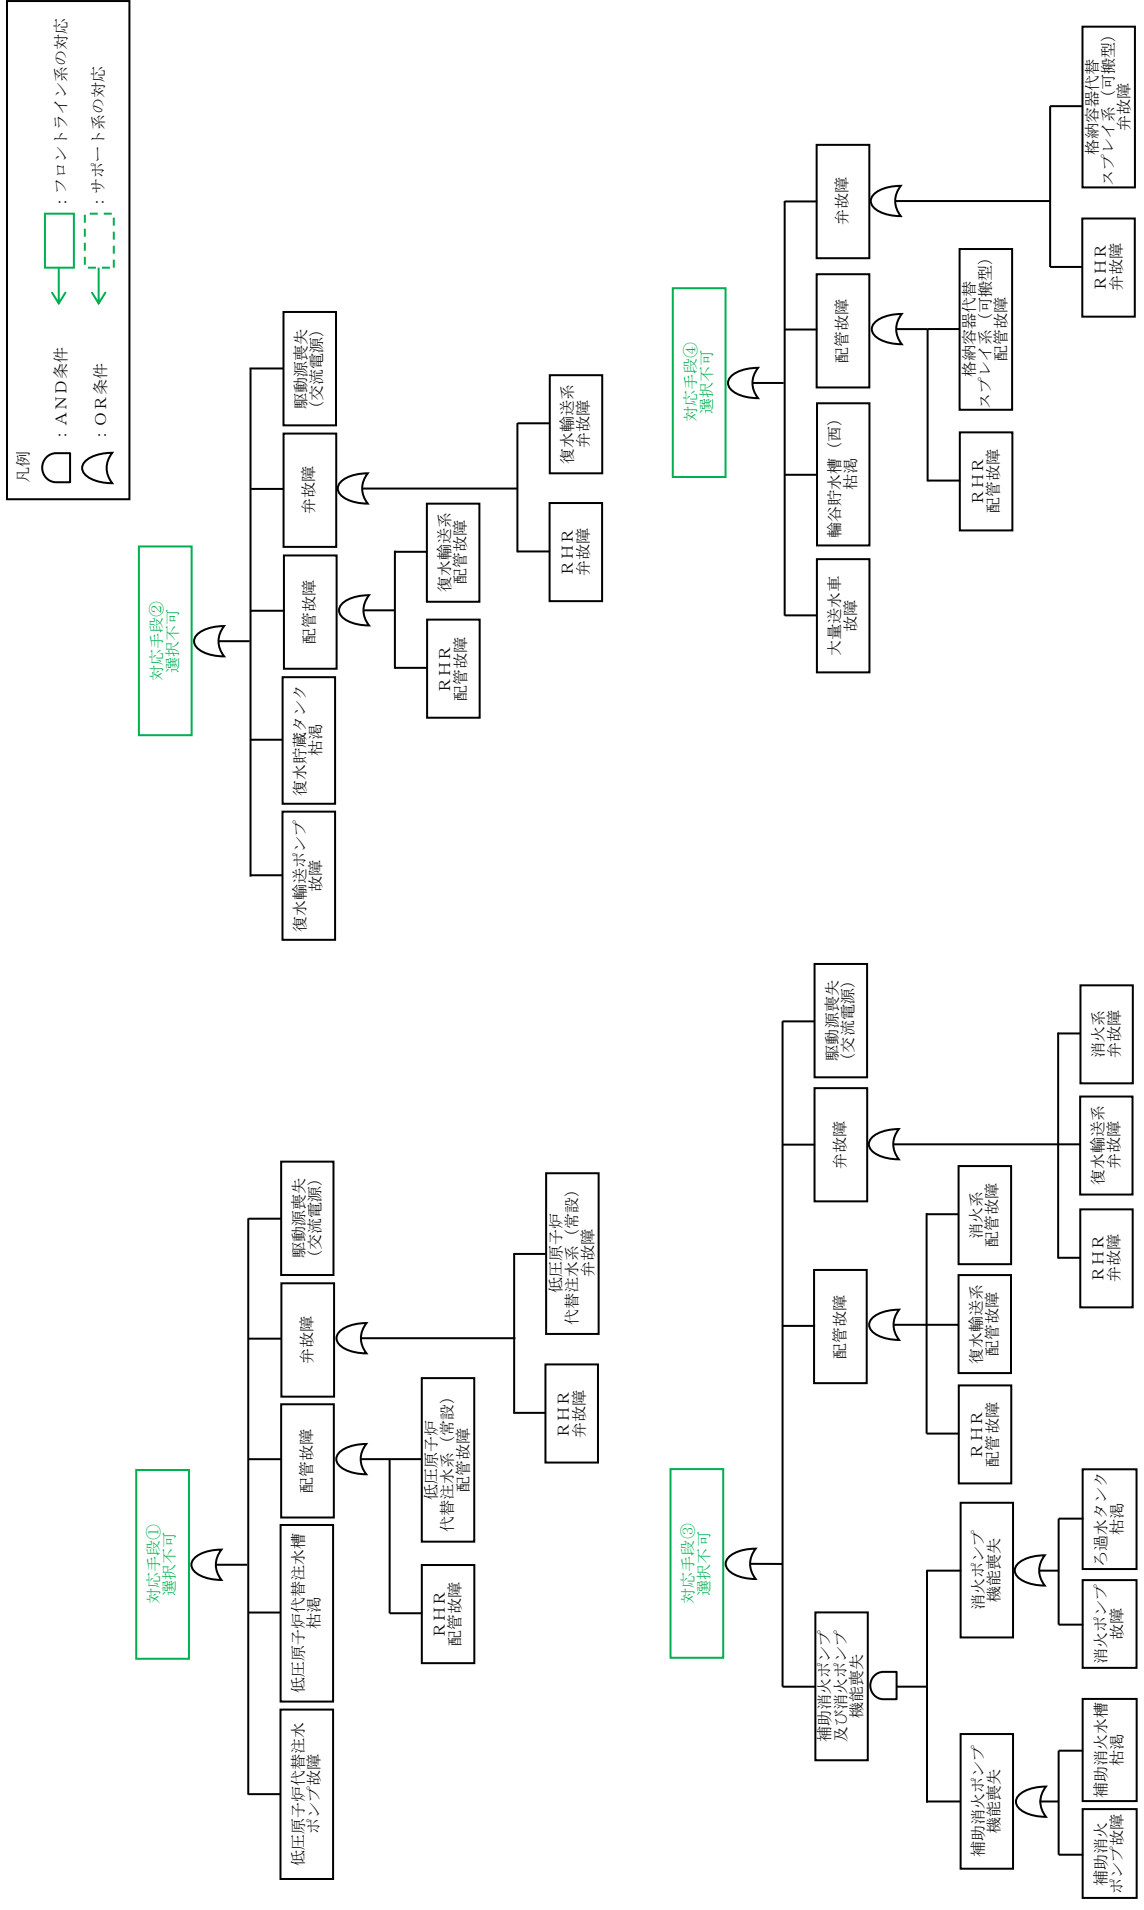 凡例
：AND条件
：フロントライン系の対応
：OR条件
：サポート系の対応
対応手段①
選択不可
低圧原子炉代替注水
ポンプ故障
低圧原子炉代替注水槽
枯渇
配管故障
弁故障
駆動源喪失
（交流電源）
RHR
配管故障
低圧原子炉
代替注水系（常設）
配管故障
RHR
弁故障
低圧原子炉
代替注水系（常設）
弁故障
対応手段②
選択不可
復水輸送ポンプ
故障
復水貯蔵タンク
枯渇
配管故障
弁故障
駆動源喪失
（交流電源）
RHR
配管故障
復水輸送系
配管故障
RHR
弁故障
復水輸送系
弁故障
対応手段③
選択不可
補助消火ポンプ
及び消火ポンプ
機能喪失
配管故障
弁故障
駆動源喪失
（交流電源）
補助消火ポンプ
機能喪失
消火ポンプ
機能喪失
RHR
配管故障
復水輸送系
配管故障
消火系
配管故障
補助消火
ポンプ故障
補助消火水槽
枯渇
消火ポンプ
故障
ろ過水タンク
枯渇
RHR
弁故障
復水輸送系
弁故障
消火系
弁故障
対応手段④
選択不可
大量送水車
故障
輪谷貯水槽（西）
枯渇
配管故障
弁故障
RHR
配管故障
格納容器代替
スプレイ系（可搬型）
配管故障
RHR
弁故障
格納容器代替
スプレイ系（可搬型）
弁故障